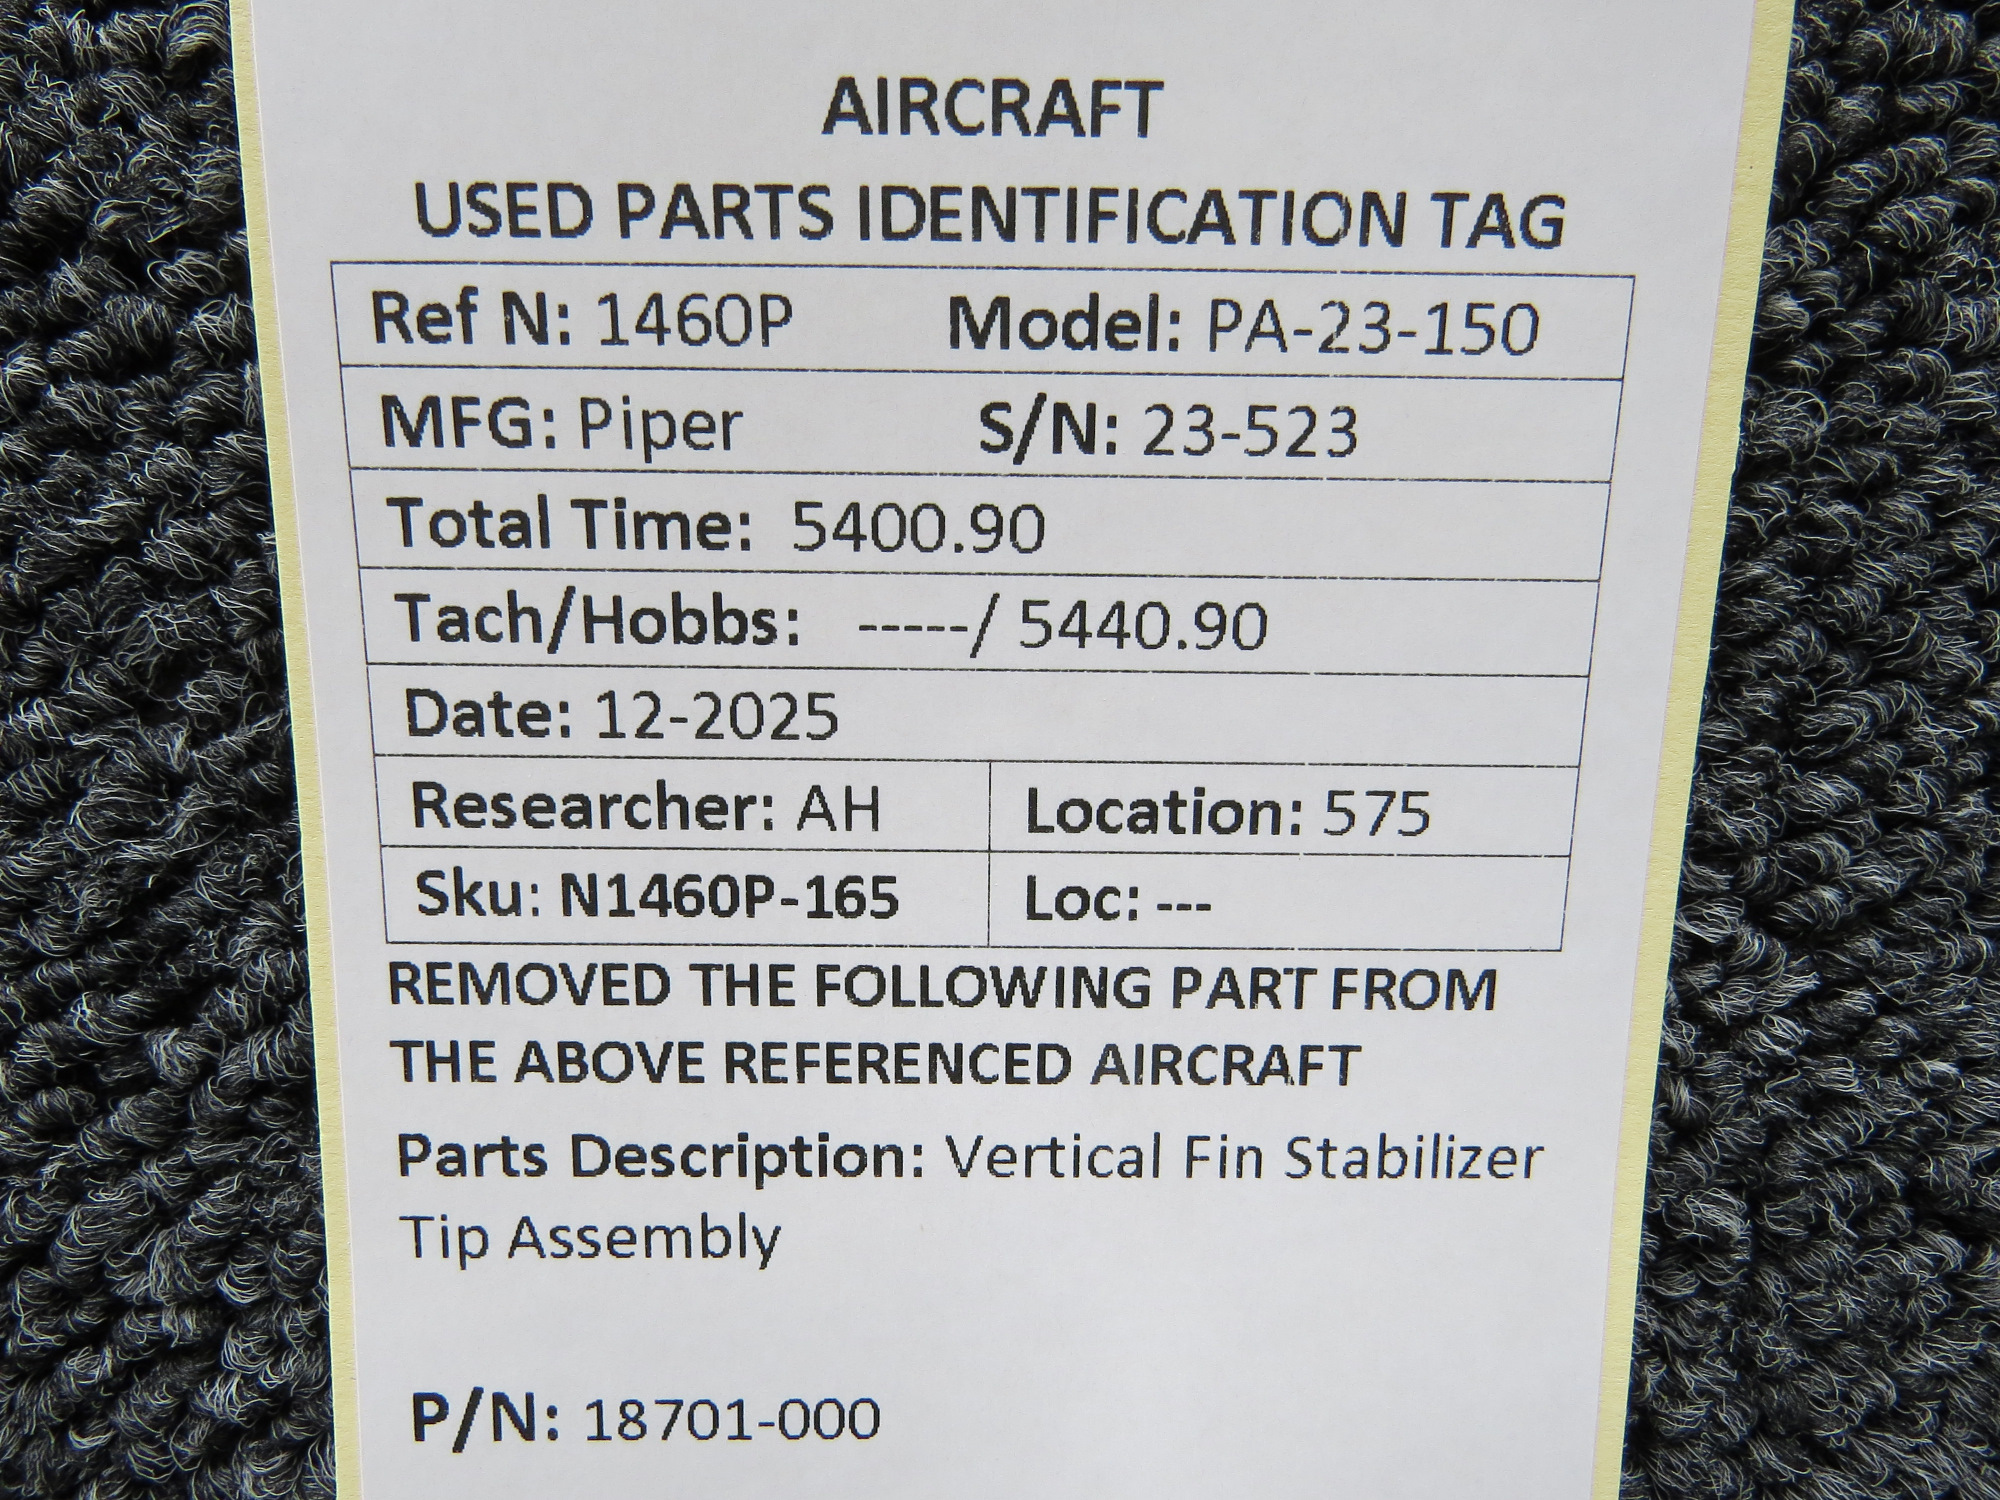 AIRCRAFT
USED PARTS IDENTIFICATION TAG
Ref N: 1460P Model: PA-23-150
MFG: Piper S/N: 23-523
Total Time: 5400.90
Tach/Hobbs: -----/ 5440.90
Date: 12-2025
Researcher: AH Location: 575
Sku: N1460P-165 Loc: ---
REMOVED THE FOLLOWING PART FROM
THE ABOVE REFERENCED AIRCRAFT
Parts Description: Vertical Fin Stabilizer
Tip Assembly
P/N: 18701-000